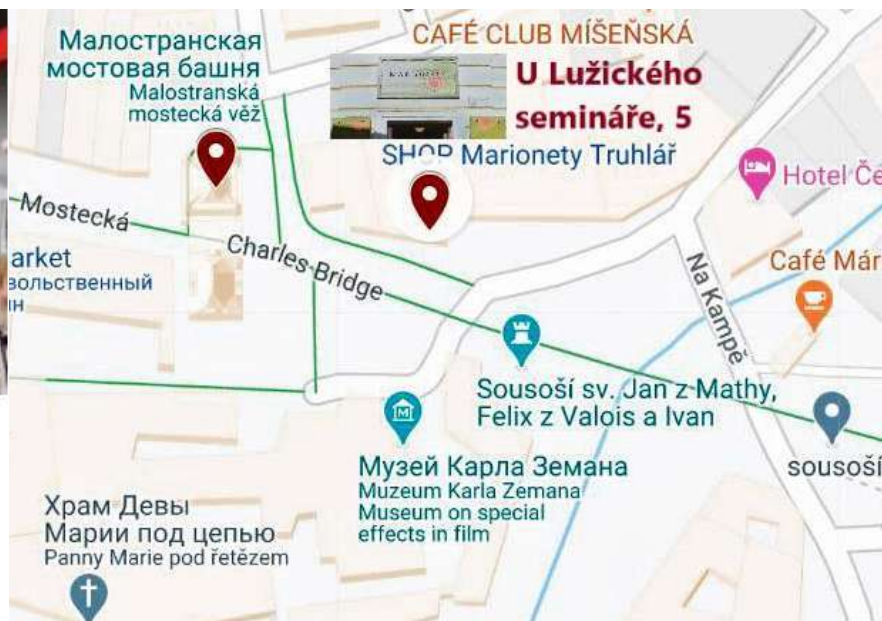 Малостранская
мостовая башня
Malostranská
mostecká věž
CAFÉ CLUB MÍŠEŇSKÁ
U Lužického
semináře, 5
SHOP Marionety Truhlář
Hotel Če
Mostecká
Charles Bridge
arket
вольственный
ин
Na Kampě
Café Már
Sousoší sv. Jan z Mathy,
Felix z Valois a Ivan
sousoší
Музей Карла Земана
Muzeum Karla Zemana
Museum on special
effects in film
Храм Девы
Марии под цепью
Panny Marie pod řetězem